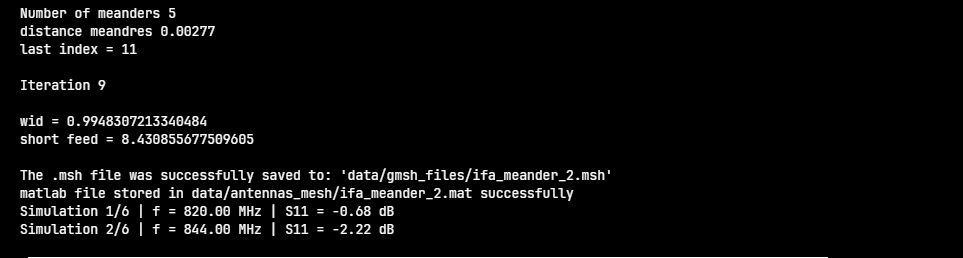 Number of meanders 5
distance meandres 0.00277
last index = 11
Iteration 9
wid = 0.9948307213340484
short feed = 8.430855677509605
The .msh file was successfully saved to: 'data/gmsh_files/ifa_meander_2.msh'
matlab file stored in data/antennas_mesh/ifa_meander_2.mat successfully
Simulation 1/6 | f = 820.00 MHz | S11 = -0.68 dB
Simulation 2/6 | f = 844.00 MHz | S11 = -2.22 dB